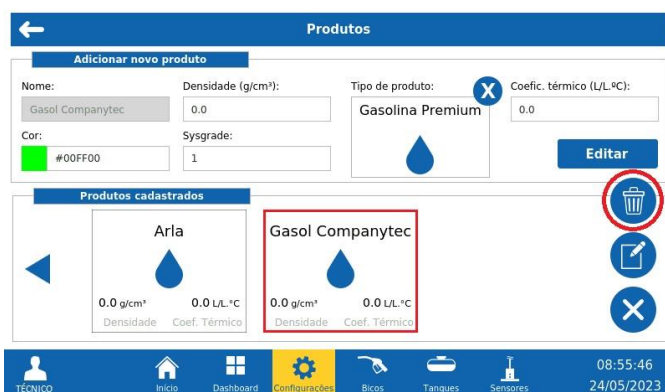 Produtos
Adicionar novo produto
Nome:
Densidade (g/cm³):
Tipo de produto:
X
Coefic. térmico (L/L.ºC):
Gasol Companytec
0.0
Gasolina Premium
0.0
Cor:
Sysgrade:
#00FF00
1
Editar
Produtos cadastrados
Arla
Gasol Companytec
0.0 g/cm³
0.0 L/L.°C
0.0 g/cm³
0.0 L/L.°C
Densidade
Coef. Térmico
Densidade
Coef. Térmico
TÉCNICO
Início
Dashboard
Configurações
Bicos
Tanques
Sensores
08:55:46
24/05/2023